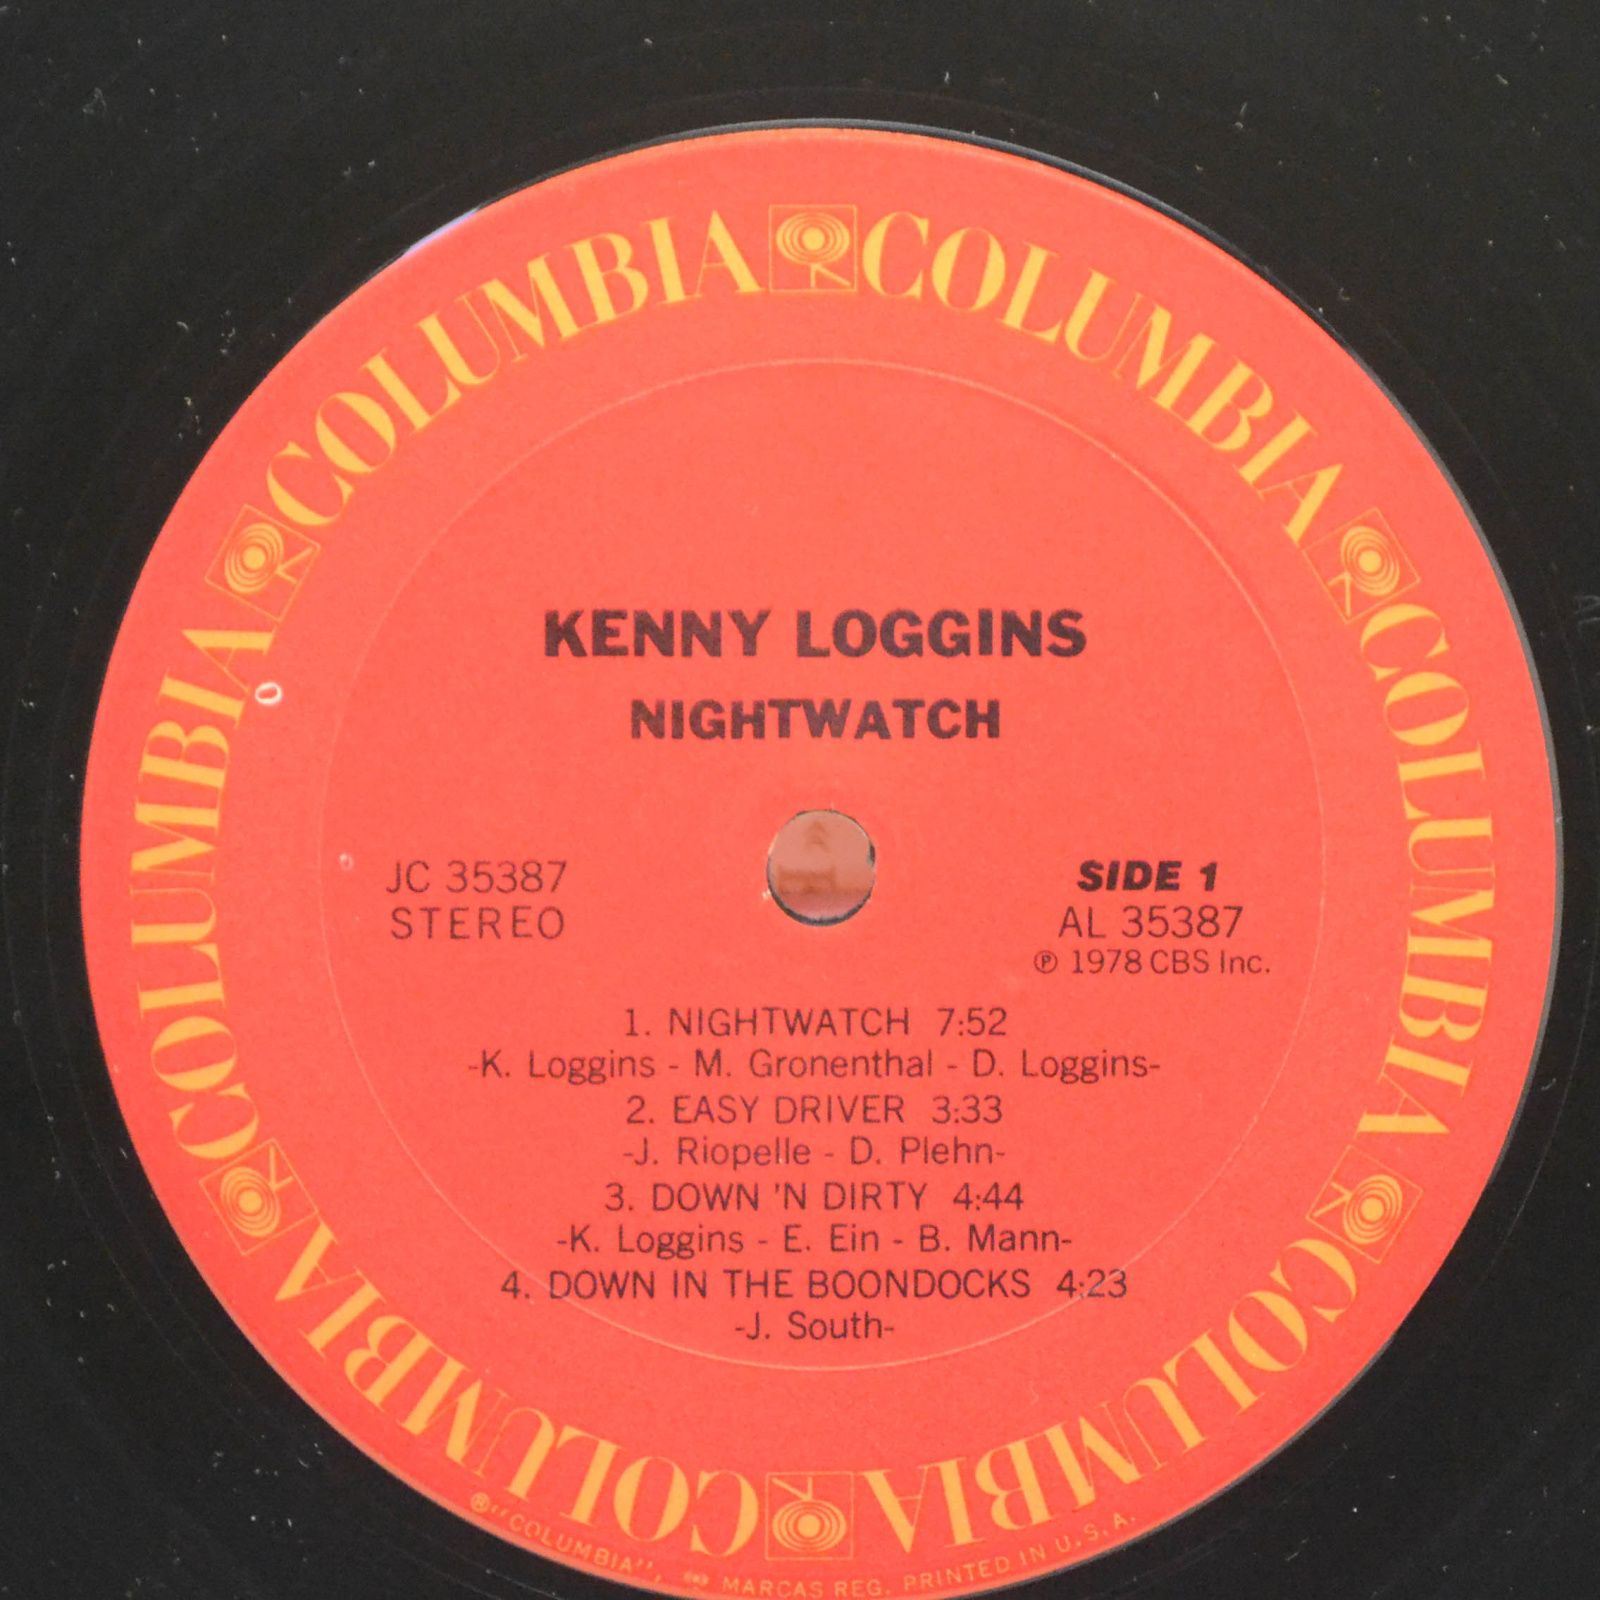 COLUMBIA COLUMBIA COLUMBIA COLUMBIA COLUMBIA COLUMBIA
KENNY LOGGINS
NIGHTWATCH
JC 35387
STEREO
SIDE 1
AL 35387
℗ 1978 CBS Inc.
1. NIGHTWATCH 7:52
-K. Loggins - M. Gronenthal - D. Loggins-
2. EASY DRIVER 3:33
-J. Riopelle - D. Plehn-
3. DOWN 'N DIRTY 4:44
-K. Loggins - E. Ein - B. Mann-
4. DOWN IN THE BOONDOCKS 4:23
-J. South-
®"COLUMBIA", MARCAS REG. PRINTED IN U.S.A.